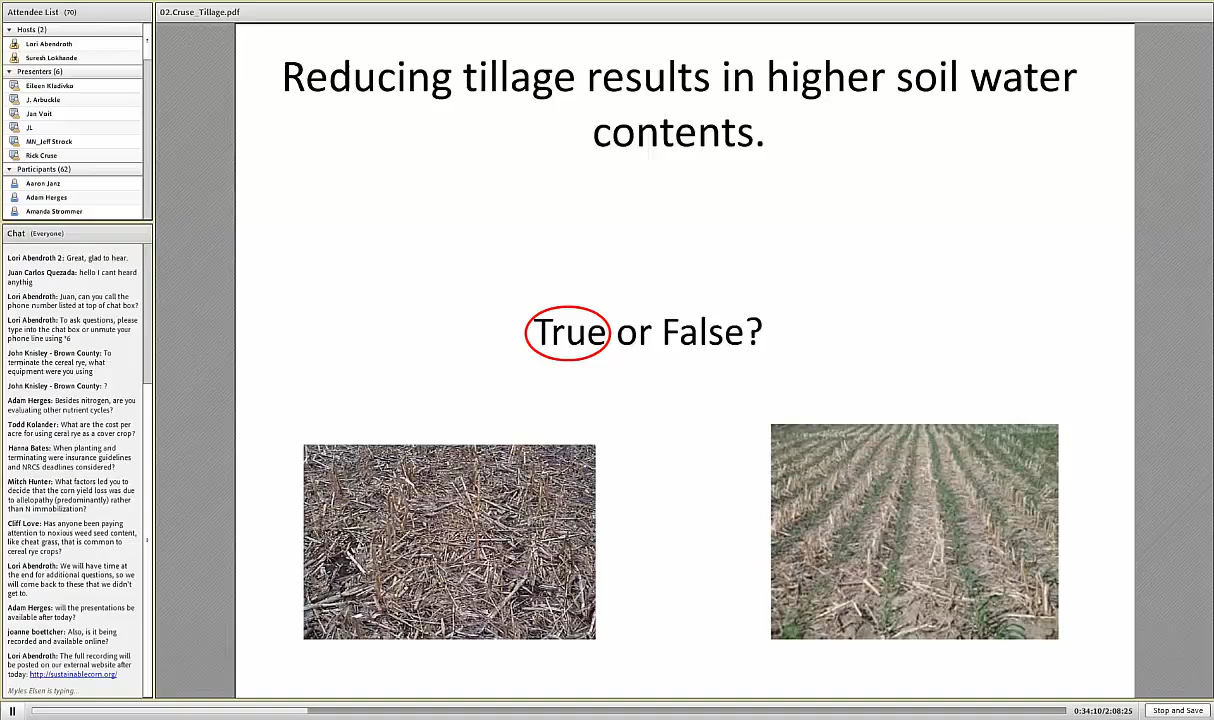 Attendee List (70)
Hosts (2)
Lori Abendroth
Suresh Lokhande
Presenters (6)
Eileen Kladivko
J. Arbuckle
Jan Voit
JL
MN_Jeff Strock
Rick Cruse
Participants (62)
Aaron Janz
Adam Herges
Amanda Strommer
Chat (Everyone)
Lori Abendroth 2: Great, glad to hear.
Juan Carlos Quezada: hello I cant heard
anythig
Lori Abendroth: Juan, can you call the
phone number listed at top of chat box?
Lori Abendroth: To ask questions, please
type into the chat box or unmute your
phone line using *6
John Knisley - Brown County: To
terminate the cereal rye, what
equipment were you using
John Knisley - Brown County: ?
Adam Herges: Besides nitrogen, are you
evaluating other nutrient cycles?
Todd Kolander: What are the cost per
acre for using ceral rye as a cover crop?
Hanna Bates: When planting and
terminating were insurance guidelines
and NRCS deadlines considered?
Mitch Hunter: What factors led you to
decide that the corn yield loss was due
to allelopathy (predominantly) rather
than N immobilization?
Cliff Love: Has anyone been paying
attention to noxious weed seed content,
like cheat grass, that is common to
cereal rye crops?
Lori Abendroth: We will have time at
the end for additional questions, so we
will come back to these that we didn't
get to.
Adam Herges: will the presentations be
available after today?
joanne boettcher: Also, is it being
recorded and available online?
Lori Abendroth: The full recording will
be posted on our external website after
today: http://sustainablecorn.org/
Myles Elsen is typing...
02.Cruse_Tillage.pdf
Reducing tillage results in higher soil water
contents.
True or False?
0:34:10/2:08:25
Stop and Save